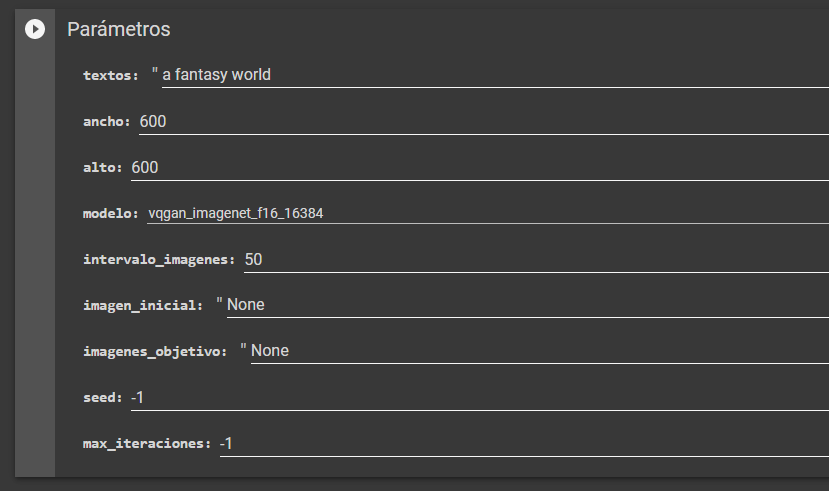 Parámetros
textos: " a fantasy world
ancho: 600
alto: 600
modelo: vqgan_imagenet_f16_16384
intervalo_imagenes: 50
imagen_inicial: " None
imagenes_objetivo: " None
seed: -1
max_iteraciones: -1